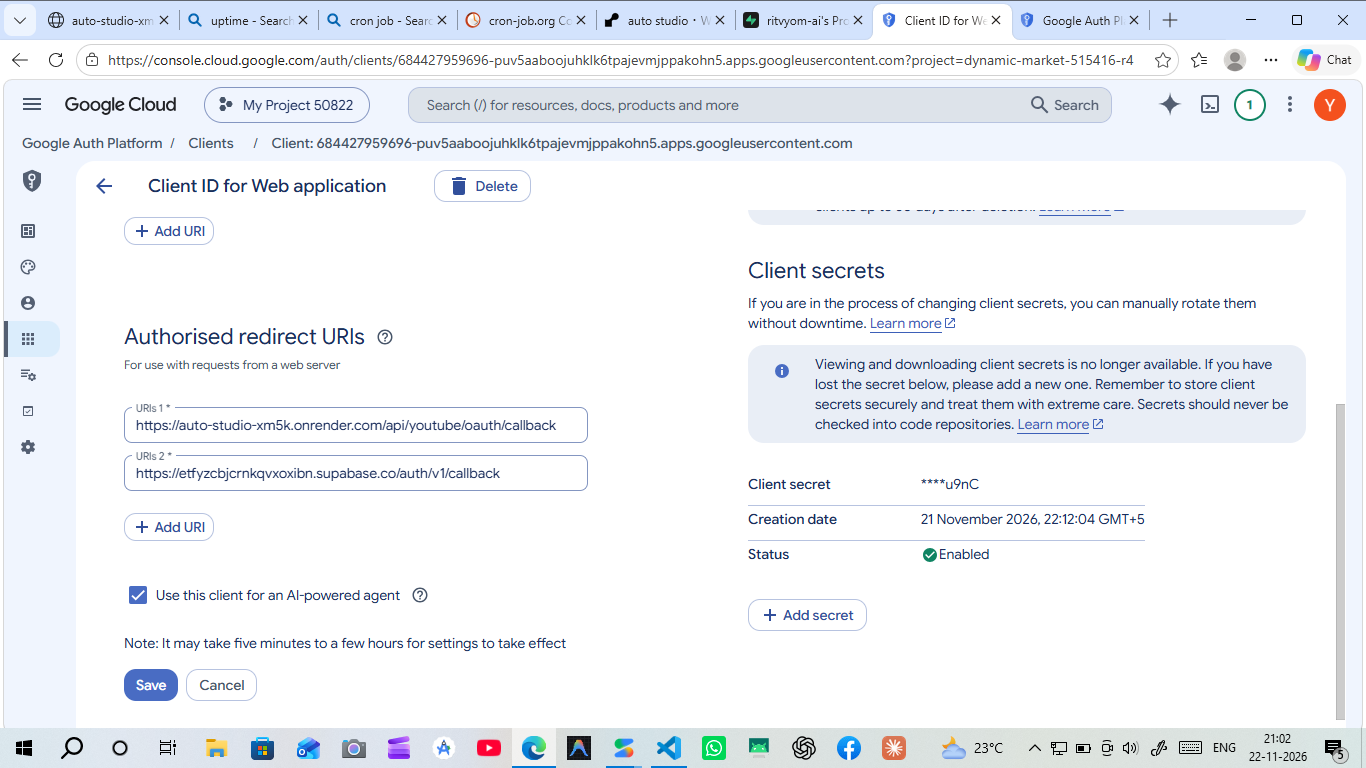 auto-studio-xm
uptime - Search
cron job - Sear
cron-job.org Co
auto studio · W
ritvyom-ai's Pro
Client ID for We
Google Auth Pl
https://console.cloud.google.com/auth/clients/684427959696-puv5aaboojuhklk6tpajevmjppakohn5.apps.googleusercontent.com?project=dynamic-market-515416-r4
Chat
Google Cloud
My Project 50822
Search (/) for resources, docs, products and more
Search
1
Y
Google Auth Platform / Clients / Client: 684427959696-puv5aaboojuhklk6tpajevmjppakohn5.apps.googleusercontent.com
Client ID for Web application
Delete
+ Add URI
Authorised redirect URIs
For use with requests from a web server
URIs 1 *
https://auto-studio-xm5k.onrender.com/api/youtube/oauth/callback
URIs 2 *
https://etfyzcbjcrnkqvxoxibn.supabase.co/auth/v1/callback
+ Add URI
Use this client for an AI-powered agent
Note: It may take five minutes to a few hours for settings to take effect
Save
Cancel
Client secrets
If you are in the process of changing client secrets, you can manually rotate them
without downtime. Learn more
Viewing and downloading client secrets is no longer available. If you have
lost the secret below, please add a new one. Remember to store client
secrets securely and treat them with extreme care. Secrets should never be
checked into code repositories. Learn more
Client secret ****u9nC
Creation date 21 November 2026, 22:12:04 GMT+5
Status Enabled
+ Add secret
23°C
ENG
21:02
22-11-2026
5